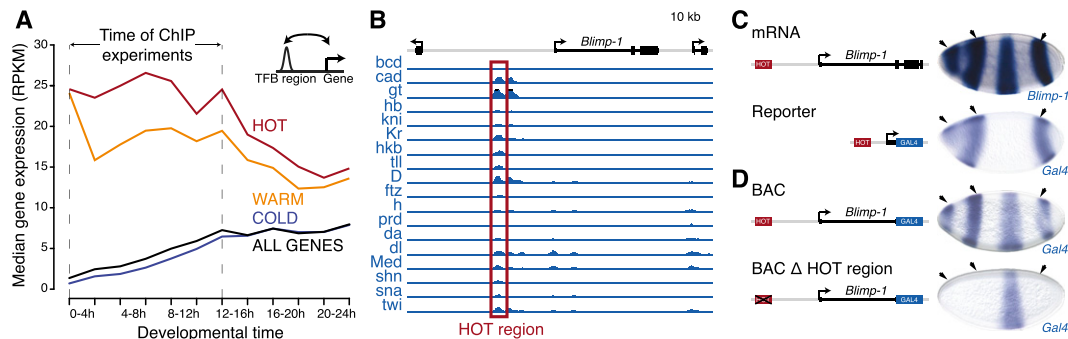 A
Time of ChIP
experiments
TFB region
Gene
Median gene expression (RPKM)
30
25
20
15
10
5
0
HOT
WARM
COLD
ALL GENES
0-4h
4-8h
8-12h
12-16h
16-20h
20-24h
Developmental time
B
10 kb
Blimp-1
bcd
cad
gt
hb
kni
Kr
hkb
tll
D
ftz
h
prd
da
dl
Med
shn
sna
twi
HOT region
C
mRNA
HOT
Blimp-1
Blimp-1
Reporter
HOT
GAL4
Gal4
D
BAC
HOT
Blimp-1
GAL4
Gal4
BAC Δ HOT region
Blimp-1
GAL4
Gal4